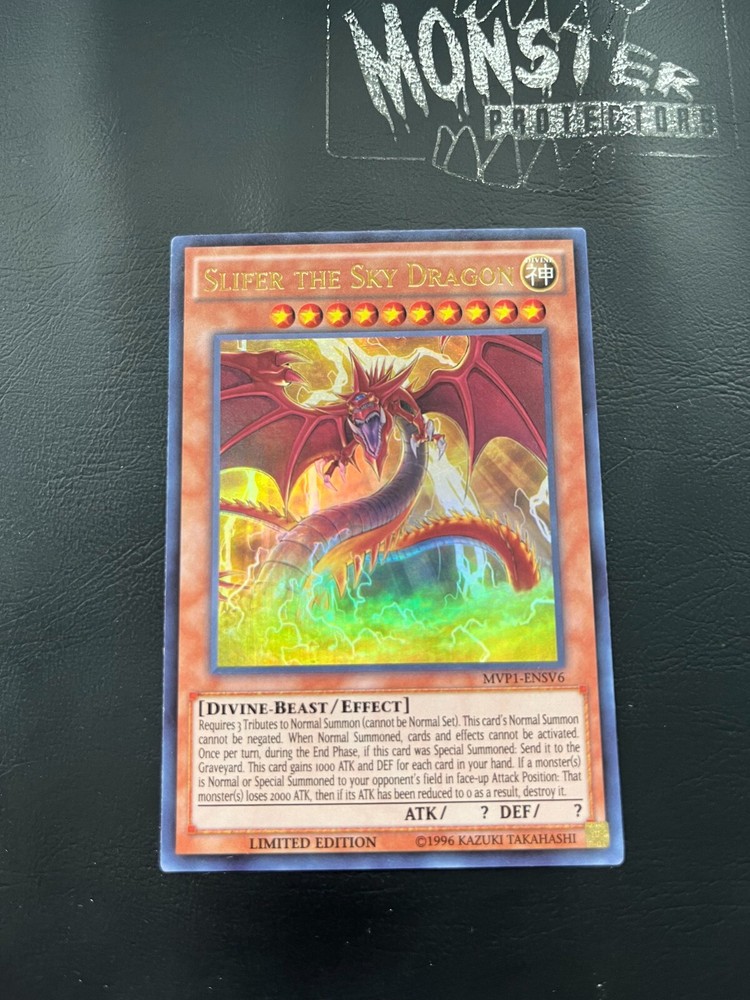 MONSTER
PROTECTORS
SLIFER THE SKY DRAGON
DIVINE
神
MVP1-ENSV6
[DIVINE-BEAST/EFFECT]
Requires 3 Tributes to Normal Summon (cannot be Normal Set). This card's Normal Summon
cannot be negated. When Normal Summoned, cards and effects cannot be activated.
Once per turn, during the End Phase, if this card was Special Summoned: Send it to the
Graveyard. This card gains 1000 ATK and DEF for each card in your hand. If a monster(s)
is Normal or Special Summoned to your opponent's field in face-up Attack Position: That
monster(s) loses 2000 ATK, then if its ATK has been reduced to 0 as a result, destroy it.
ATK/ ? DEF/ ?
LIMITED EDITION ©1996 KAZUKI TAKAHASHI